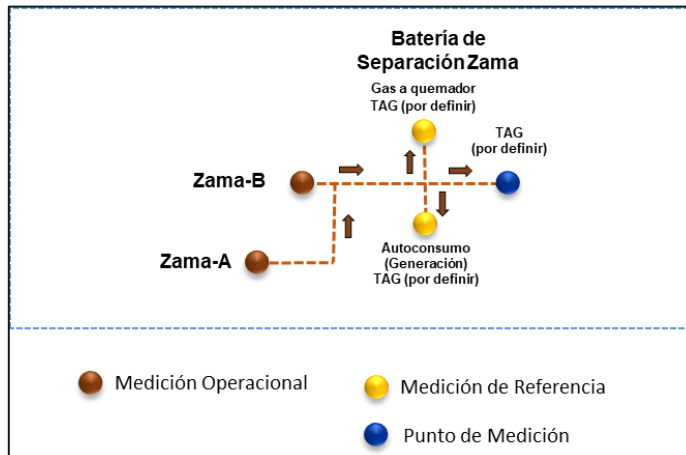 Batería de
Separación Zama
Gas a quemador
TAG (por definir)
TAG
(por definir)
Zama-B
Zama-A
Autoconsumo
(Generación)
TAG (por definir)
Medición Operacional
Medición de Referencia
Punto de Medición